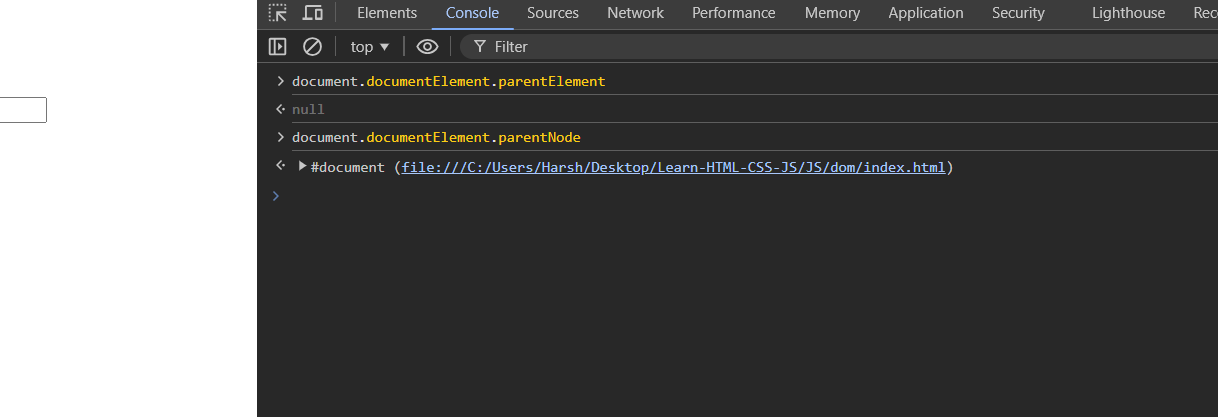 Elements Console Sources Network Performance Memory Application Security Lighthouse Rec
top Filter
document.documentElement.parentElement
null
document.documentElement.parentNode
#document (file:///C:/Users/Harsh/Desktop/Learn-HTML-CSS-JS/JS/dom/index.html)